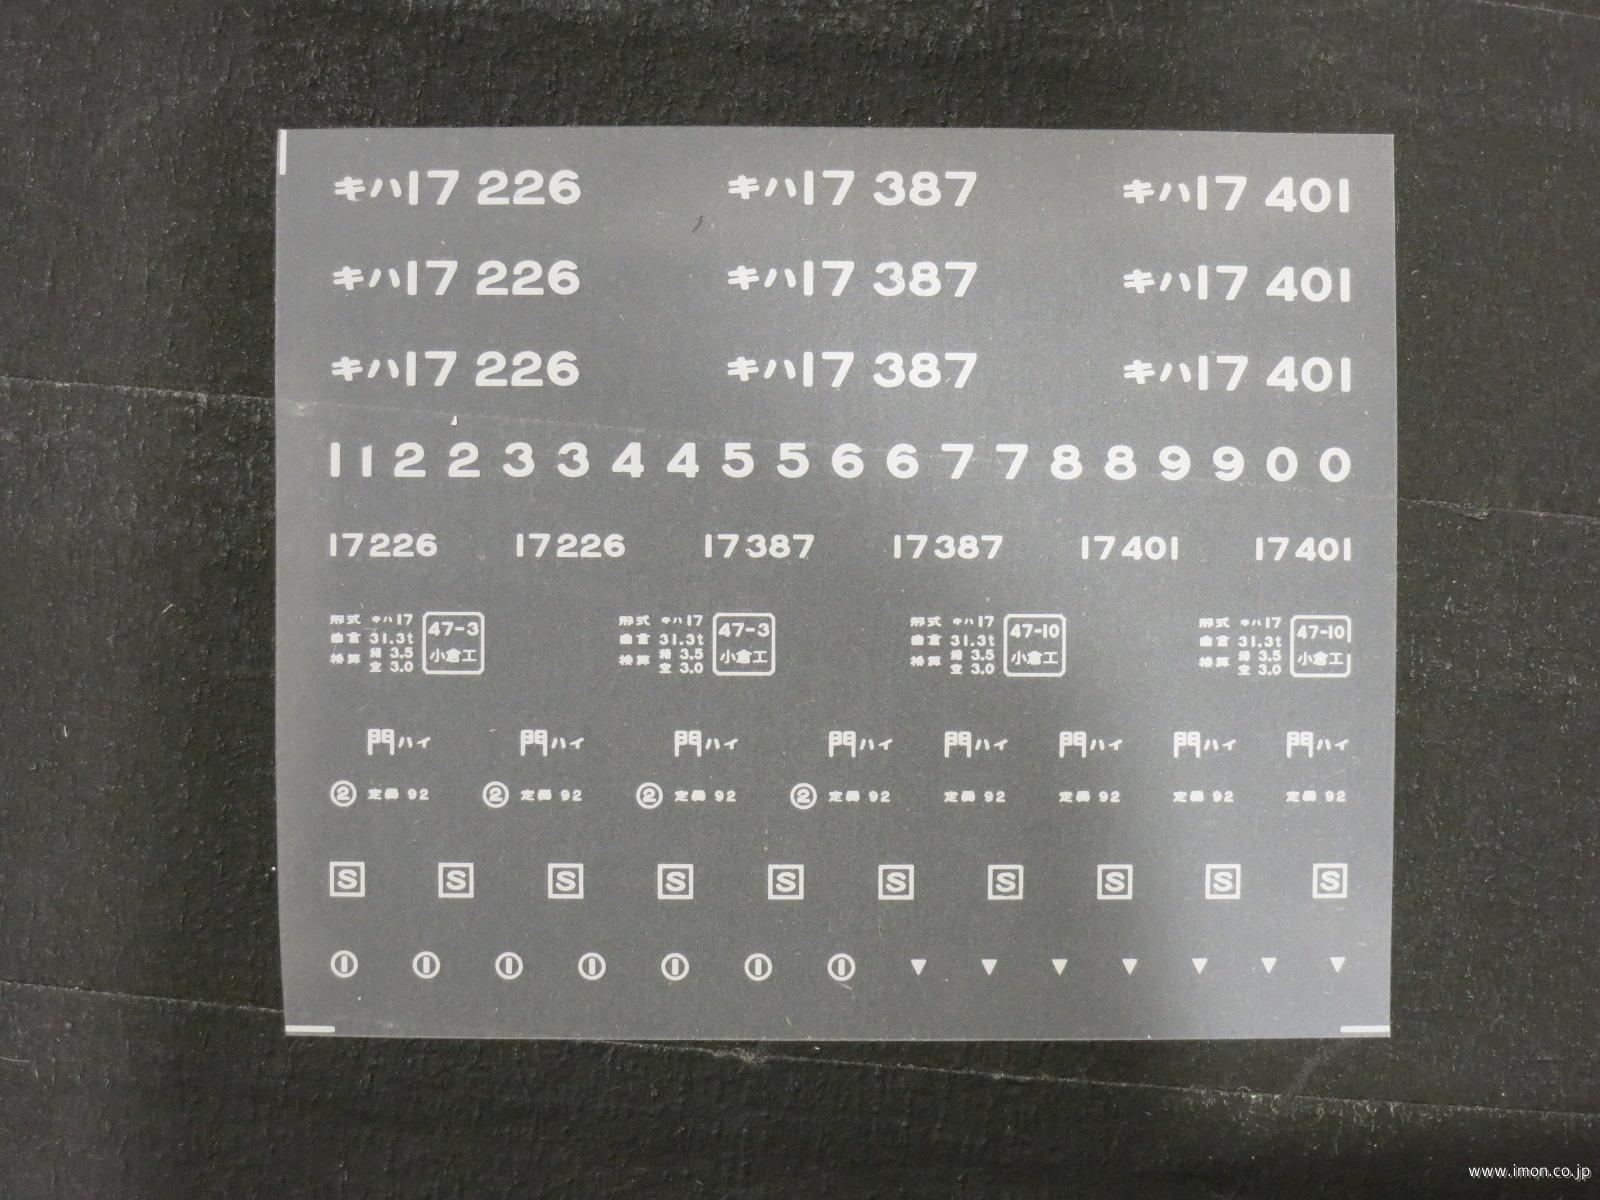 キハ17 226 キハ17 387 キハ17 401
キハ17 226 キハ17 387 キハ17 401
キハ17 226 キハ17 387 キハ17 401
1 1 2 2 3 3 4 4 5 5 6 6 7 7 8 8 9 9 0 0
17226 17226 17387 17387 17401 17401
形式 キハ17 47-3 形式 キハ17 47-3 形式 キハ17 47-10 形式 キハ17 47-10
自重 31.3t 自重 31.3t 自重 31.3t 自重 31.3t
換算 積 3.5 小倉工 換算 積 3.5 小倉工 換算 積 3.5 小倉工 換算 積 3.5 小倉工
空 3.0 空 3.0 空 3.0 空 3.0
門ハイ 門ハイ 門ハイ 門ハイ 門ハイ 門ハイ 門ハイ 門ハイ
② 定員 92 ② 定員 92 ② 定員 92 ② 定員 92 定員 92 定員 92 定員 92 定員 92
S S S S S S S S S S
① ① ① ① ① ① ① ▼ ▼ ▼ ▼ ▼ ▼ ▼
www.imon.co.jp